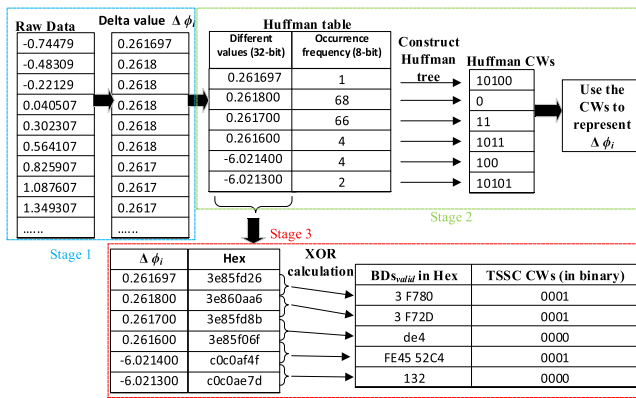 Raw Data
Delta value Δ ϕi
-0.74479 0.261697
-0.48309 0.2618
-0.22129 0.2618
0.040507 0.2618
0.302307 0.2618
0.564107 0.2618
0.825907 0.2617
1.087607 0.2617
1.349307 0.2617
...... ......
Stage 1
Huffman table
Different values (32-bit) Occurrence frequency (8-bit)
0.261697 1
0.261800 68
0.261700 66
0.261600 4
-6.021400 4
-6.021300 2
Construct
Huffman
tree
Huffman CWs
10100
0
11
1011
100
10101
Use the
CWs to
represent
Δ ϕi
Stage 2
Stage 3
Δ ϕi Hex
0.261697 3e85fd26
0.261800 3e860aa6
0.261700 3e85fd8b
0.261600 3e85f06f
-6.021400 c0c0af4f
-6.021300 c0c0ae7d
XOR
calculation
BDsvalid in Hex TSSC CWs (in binary)
3 F780 0001
3 F72D 0001
de4 0000
FE45 52C4 0001
132 0000